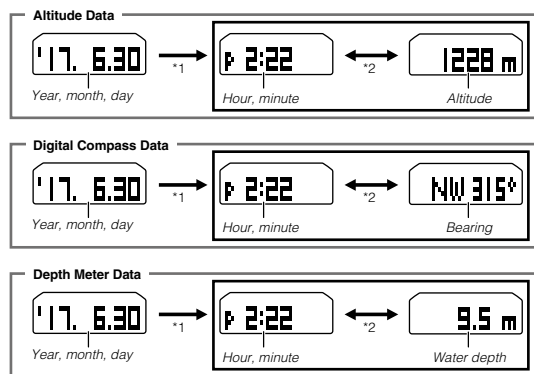 Altitude Data
'17. 6.30 *1 P 2:22 *2 1228 m
Year, month, day Hour, minute Altitude
Digital Compass Data
'17. 6.30 *1 P 2:22 *2 NW 315°
Year, month, day Hour, minute Bearing
Depth Meter Data
'17. 6.30 *1 P 2:22 *2 9.5 m
Year, month, day Hour, minute Water depth